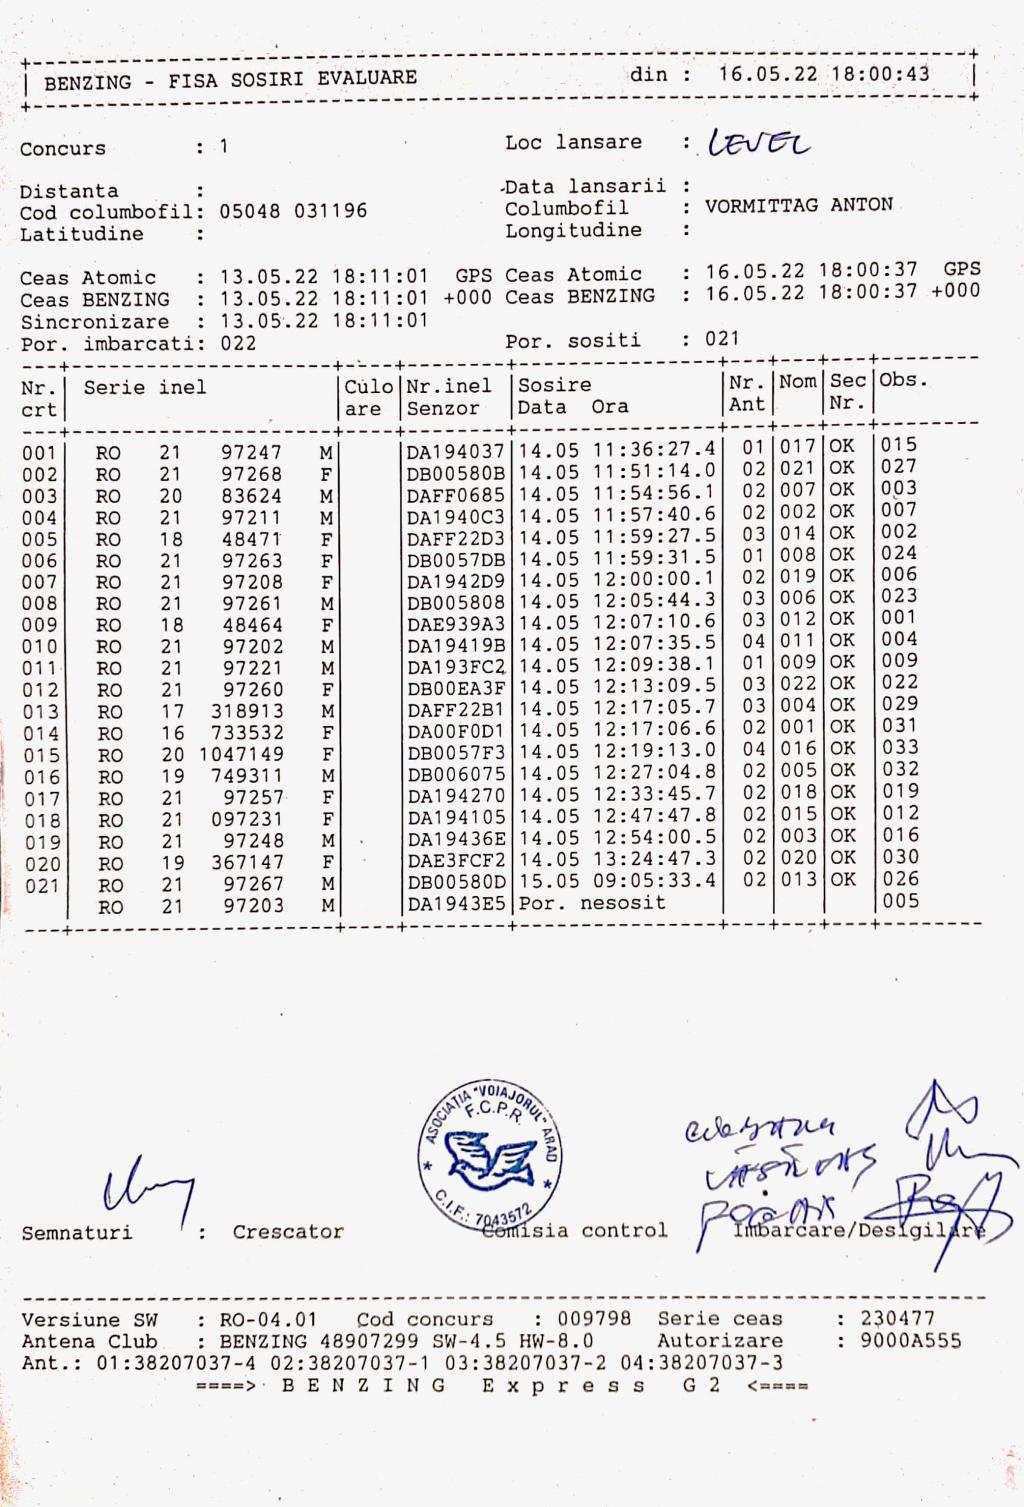 BENZING - FISA SOSIRI EVALUARE din : 16.05.22 18:00:43
Concurs : 1 Loc lansare : LEVEL
Distanta : Data lansarii :
Cod columbofil: 05048 031196 Columbofil : VORMITTAG ANTON
Latitudine : Longitudine :
Ceas Atomic : 13.05.22 18:11:01 GPS Ceas Atomic : 16.05.22 18:00:37 GPS
Ceas BENZING : 13.05.22 18:11:01 +000 Ceas BENZING : 16.05.22 18:00:37 +000
Sincronizare : 13.05.22 18:11:01
Por. imbarcati: 022 Por. sositi : 021
Nr. Serie inel Culo Nr.inel Sosire Nr. Nom Sec Obs.
crt are Senzor Data Ora Ant Nr.
001 RO 21 97247 M DA194037 14.05 11:36:27.4 01 017 OK 015
002 RO 21 97268 F DB00580B 14.05 11:51:14.0 02 021 OK 027
003 RO 20 83624 M DAFF0685 14.05 11:54:56.1 02 007 OK 003
004 RO 21 97211 M DA1940C3 14.05 11:57:40.6 02 002 OK 007
005 RO 18 48471 F DAFF22D3 14.05 11:59:27.5 03 014 OK 002
006 RO 21 97263 F DB0057DB 14.05 11:59:31.5 01 008 OK 024
007 RO 21 97208 F DA1942D9 14.05 12:00:00.1 02 019 OK 006
008 RO 21 97261 M DB005808 14.05 12:05:44.3 03 006 OK 023
009 RO 18 48464 F DAE939A3 14.05 12:07:10.6 03 012 OK 001
010 RO 21 97202 M DA19419B 14.05 12:07:35.5 04 011 OK 004
011 RO 21 97221 M DA193FC2 14.05 12:09:38.1 01 009 OK 009
012 RO 21 97260 F DB00EA3F 14.05 12:13:09.5 03 022 OK 022
013 RO 17 318913 M DAFF22B1 14.05 12:17:05.7 03 004 OK 029
014 RO 16 733532 F DA00F0D1 14.05 12:17:06.6 02 001 OK 031
015 RO 20 1047149 F DB0057F3 14.05 12:19:13.0 04 016 OK 033
016 RO 19 749311 M DB006075 14.05 12:27:04.8 02 005 OK 032
017 RO 21 97257 F DA194270 14.05 12:33:45.7 02 018 OK 019
018 RO 21 097231 F DA194105 14.05 12:47:47.8 02 015 OK 012
019 RO 21 97248 M DA19436E 14.05 12:54:00.5 02 003 OK 016
020 RO 19 367147 F DAE3FCF2 14.05 13:24:47.3 02 020 OK 030
021 RO 21 97267 M DB00580D 15.05 09:05:33.4 02 013 OK 026
RO 21 97203 M DA1943E5 Por. nesosit 005
ASOCIATIA "VOIAJORUL" ARAD
F.C.P.R.
* C.I.F.: 7043572 *
Semnaturi : Crescator Comisia control Imbarcare/Desigilare
Versiune SW : RO-04.01 Cod concurs : 009798 Serie ceas : 230477
Antena Club : BENZING 48907299 SW-4.5 HW-8.0 Autorizare : 9000A555
Ant.: 01:38207037-4 02:38207037-1 03:38207037-2 04:38207037-3
====> B E N Z I N G E x p r e s s G 2 <====